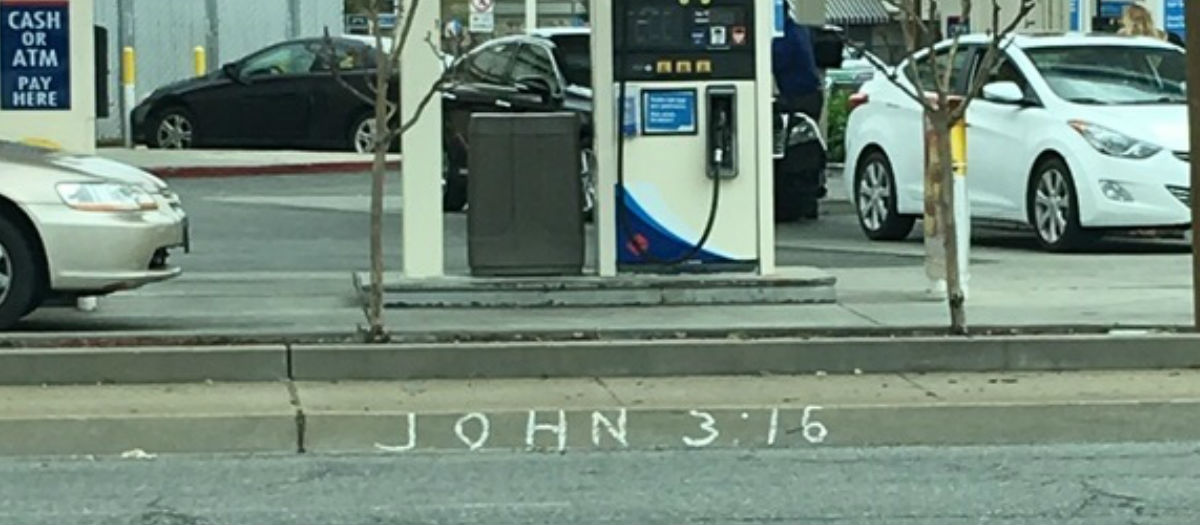 CASH
OR
ATM
PAY
HERE
JOHN 3:16